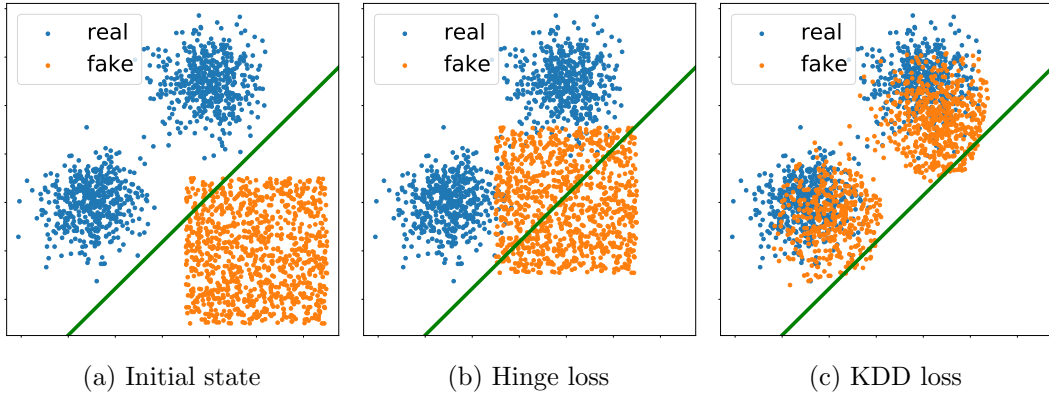 real
fake
real
fake
real
fake
(a) Initial state
(b) Hinge loss
(c) KDD loss